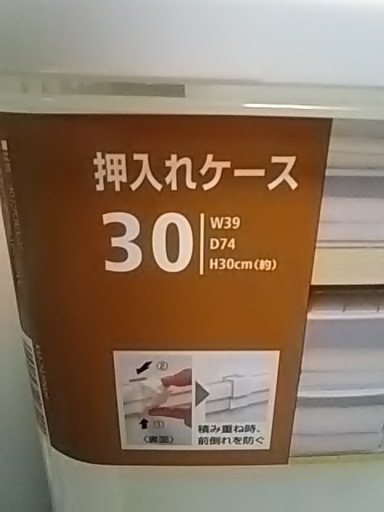 押入れケース
30
W39
D74
H30cm(約)
②
①
〈裏面〉
積み重ね時、
前倒れを防ぐ